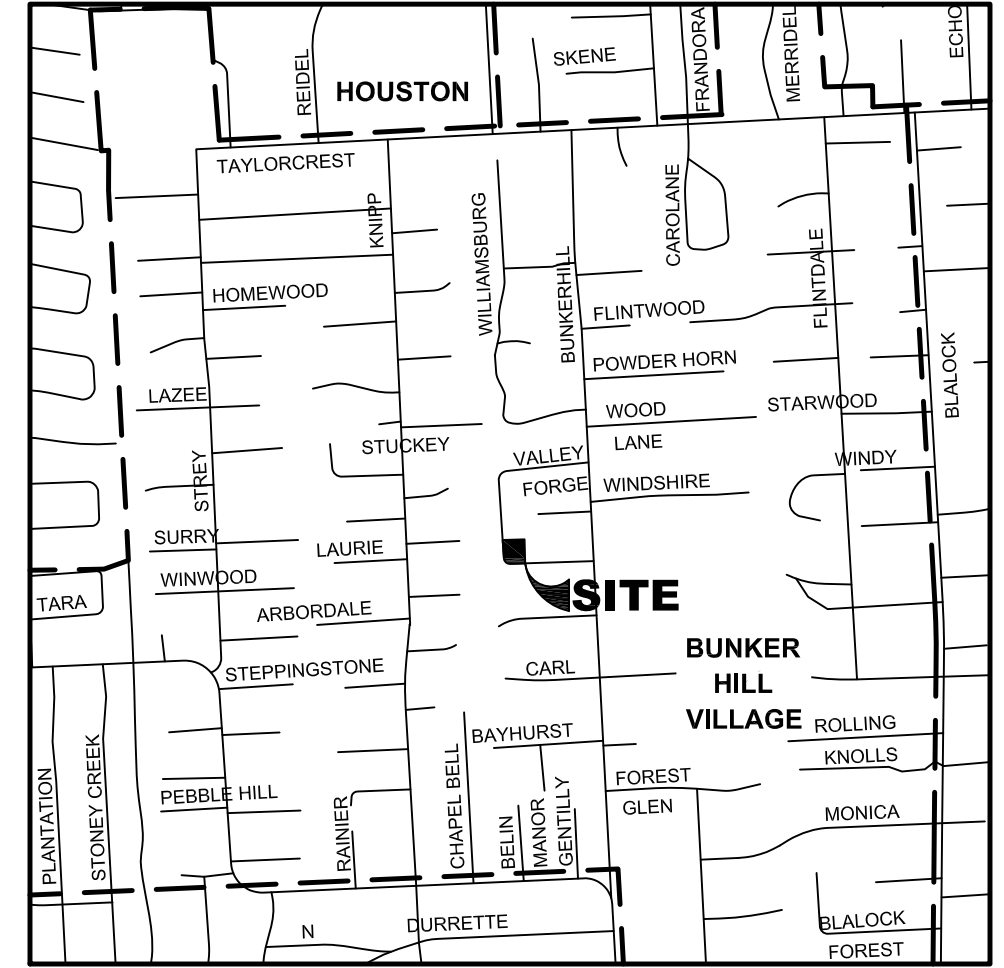 SKENE
REIDEL
HOUSTON
FRANDORA
MERRIDEL
ECHO
TAYLORCREST
KNIPP
WILLIAMSBURG
BUNKERHILL
CAROLANE
FLINTDALE
BLALOCK
HOMEWOOD
FLINTWOOD
POWDER HORN
LAZEE
WOOD
LANE
STARWOOD
STUCKEY
VALLEY
FORGE
WINDY
WINDSHIRE
STREY
SURRY
LAURIE
WINWOOD
TARA
ARBORDALE
SITE
BUNKER
HILL
VILLAGE
STEPPINGSTONE
CARL
ROLLING
KNOLLS
BAYHURST
PLANTATION
STONEY CREEK
PEBBLE HILL
RAINIER
CHAPEL BELL
BELIN
MANOR
GENTILLY
FOREST
GLEN
MONICA
N
DURRETTE
BLALOCK
FOREST